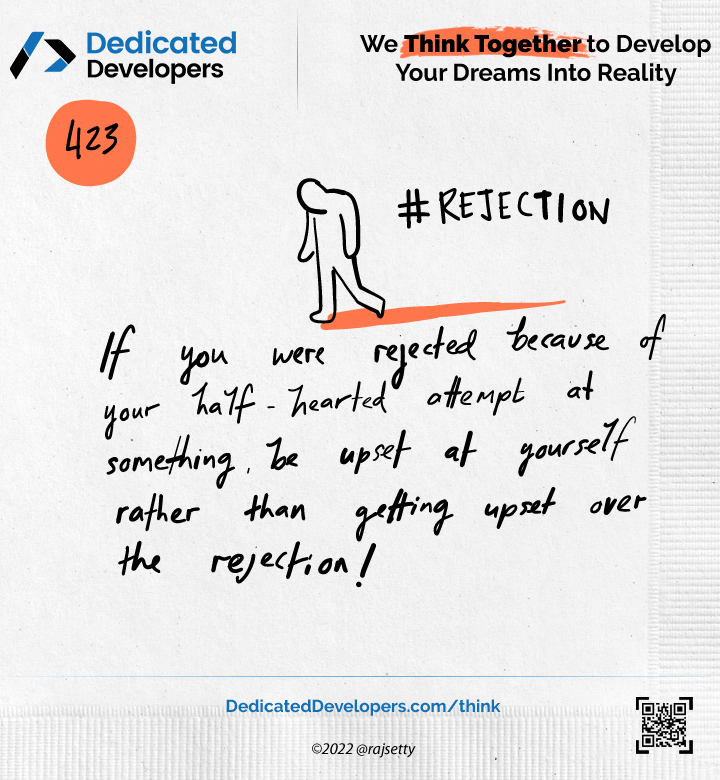 Dedicated
Developers
We Think Together to Develop
Your Dreams Into Reality
423
#REJECTION
If you were rejected because of
your half-hearted attempt at
something, be upset at yourself
rather than getting upset over
the rejection!
DedicatedDevelopers.com/think
©2022 @rajsetty